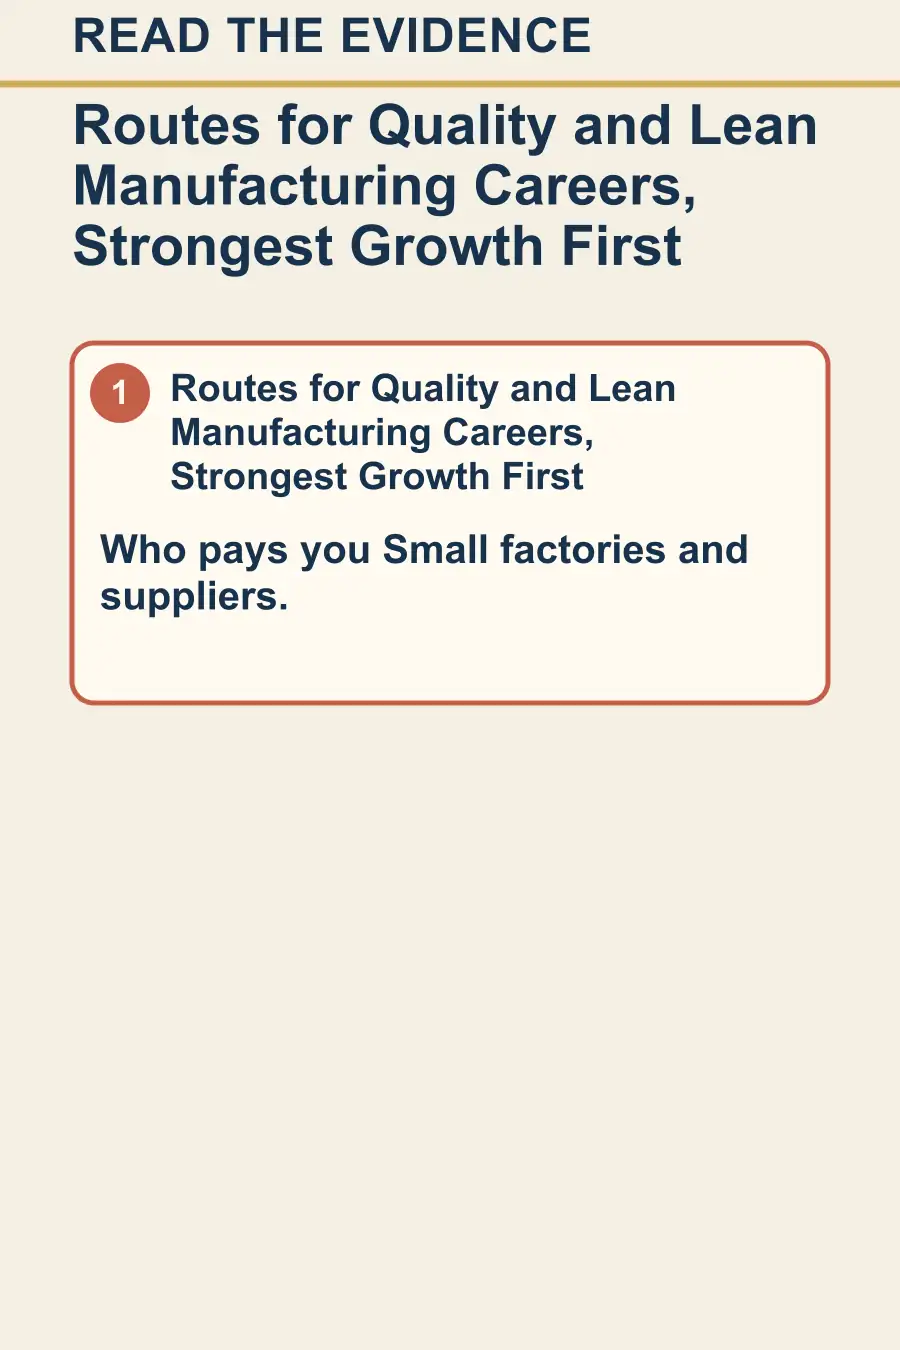 READ THE EVIDENCE
Routes for Quality and Lean
Manufacturing Careers,
Strongest Growth First
1
Routes for Quality and Lean
Manufacturing Careers,
Strongest Growth First
Who pays you Small factories and
suppliers.